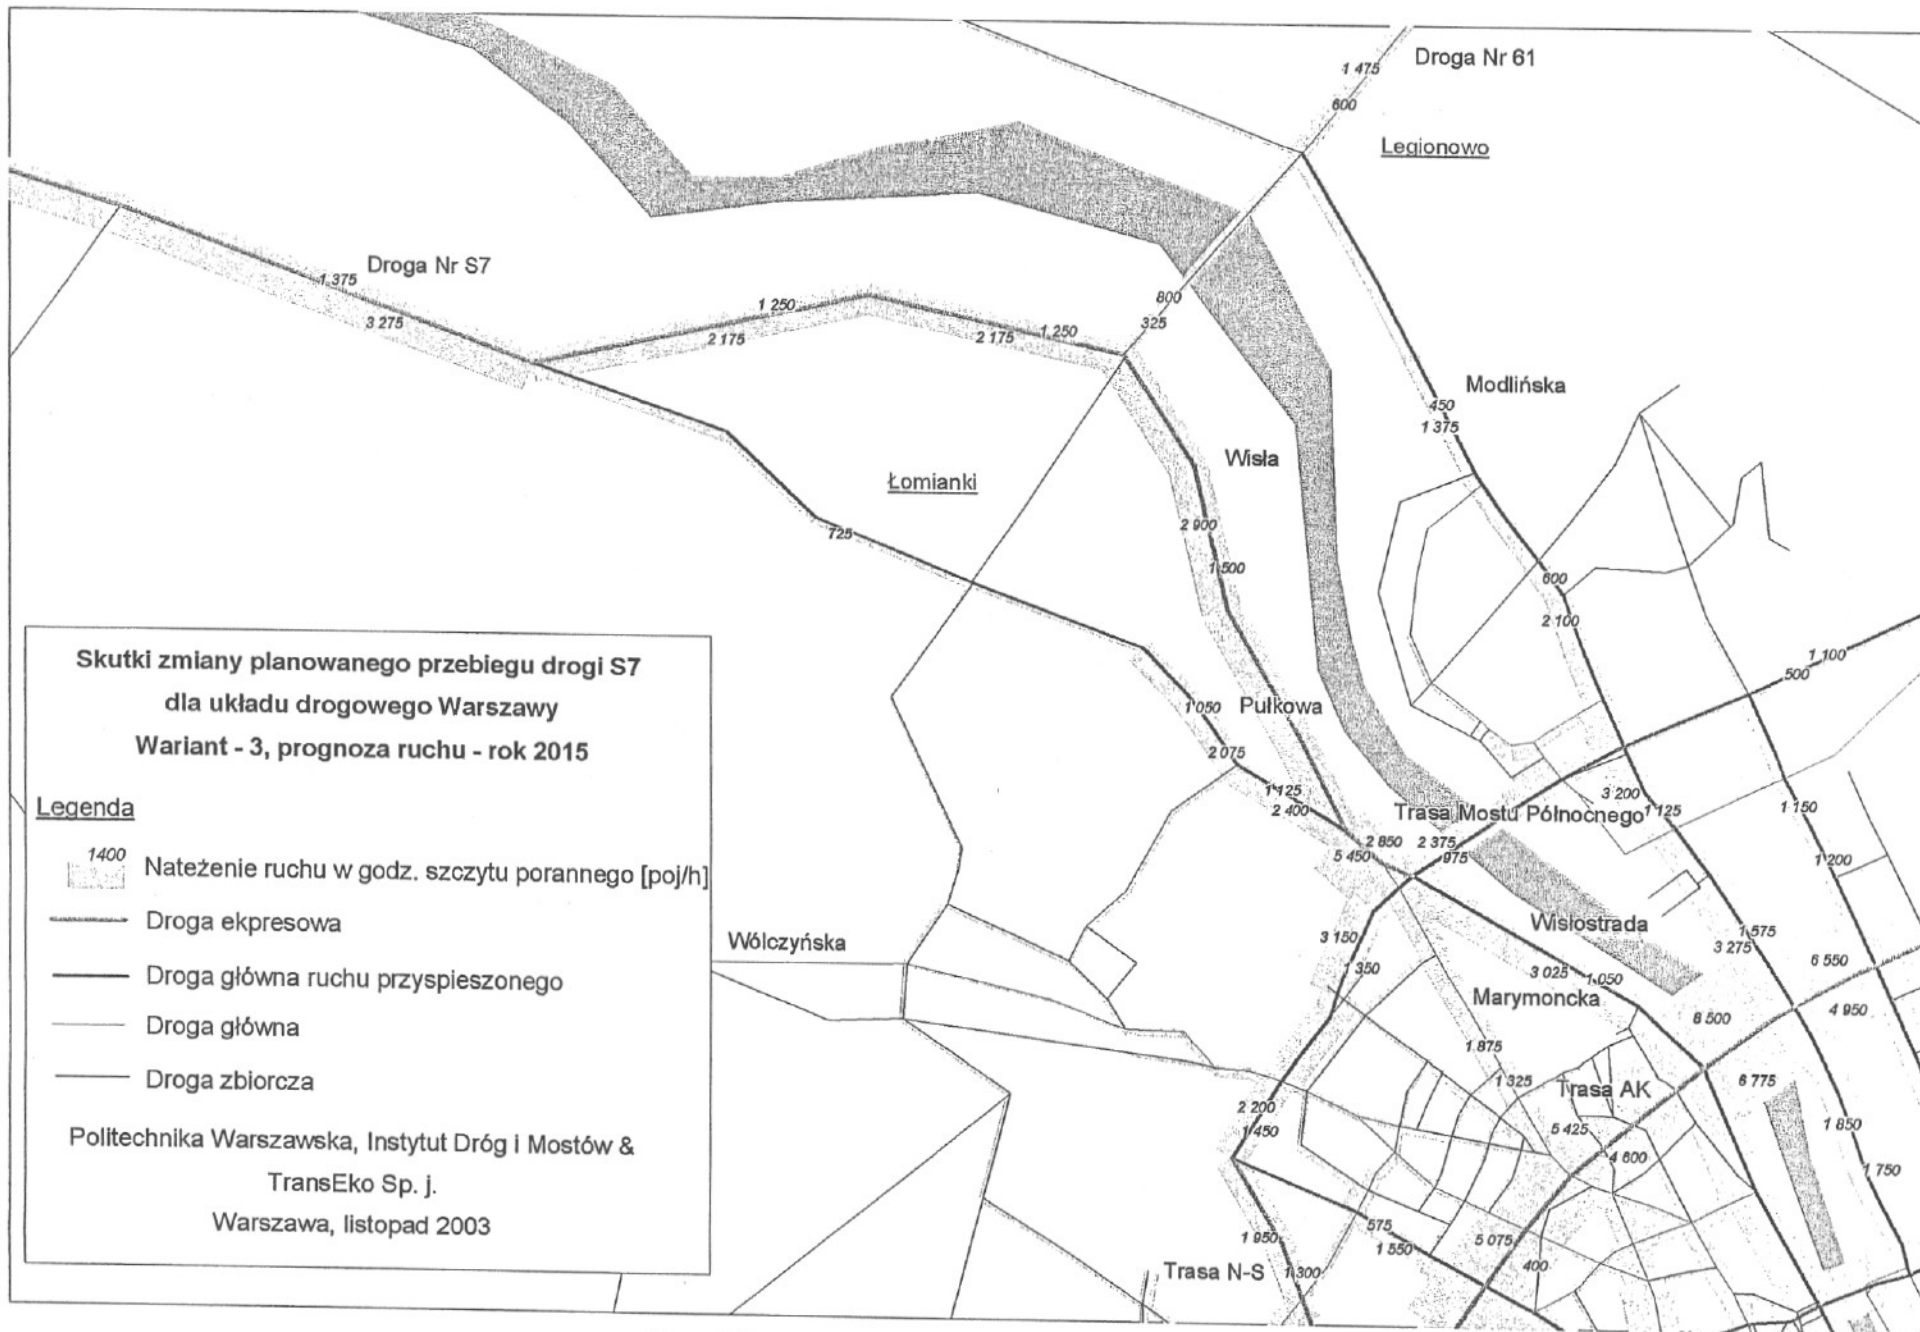 Droga Nr 61
1 475
600
Legionowo
Droga Nr S7
1 375
3 275
1 250
2 175
1 250
2 175
800
325
Modlińska
450
1 375
Wisła
Łomianki
725
2 900
1 500
600
2 100
1 100
500
Pułkowa
1 050
2 075
1 125
2 400
Trasa Mostu Północnego
3 200
1 125
1 150
2 850
2 375
5 450
975
1 200
Wisłostrada
1 575
3 275
3 150
1 350
3 025
1 050
Marymoncka
6 550
4 950
8 500
1 875
1 325
Trasa AK
6 775
5 425
4 600
1 850
1 750
2 200
1 450
575
1 550
5 075
400
1 950
1 300
Trasa N-S
Wólczyńska
Skutki zmiany planowanego przebiegu drogi S7
dla układu drogowego Warszawy
Wariant - 3, prognoza ruchu - rok 2015
Legenda
1400
Nateżenie ruchu w godz. szczytu porannego [poj/h]
Droga ekpresowa
Droga główna ruchu przyspieszonego
Droga główna
Droga zbiorcza
Politechnika Warszawska, Instytut Dróg i Mostów &
TransEko Sp. j.
Warszawa, listopad 2003